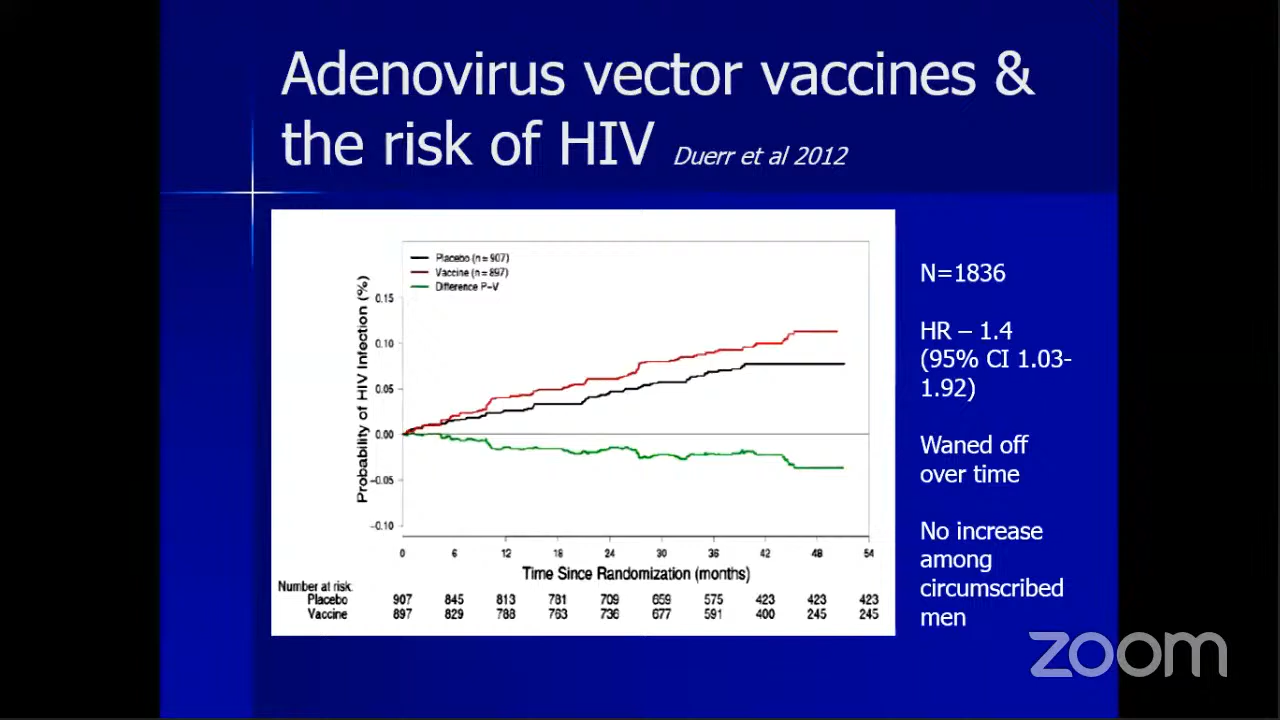 Adenovirus vector vaccines &
the risk of HIV Duerr et al 2012
Placebo (n = 907)
Vaccine (n = 897)
Difference P-V
Probability of HIV Infection (%)
0.15
0.10
0.05
0.00
-0.05
-0.10
0 6 12 18 24 30 36 42 48 54
Time Since Randomization (months)
Number at risk:
Placebo 907 845 813 781 709 659 575 423 423 423
Vaccine 897 829 788 763 736 677 591 400 245 245
N=1836
HR – 1.4
(95% CI 1.03-
1.92)
Waned off
over time
No increase
among
circumscribed
men
zoom